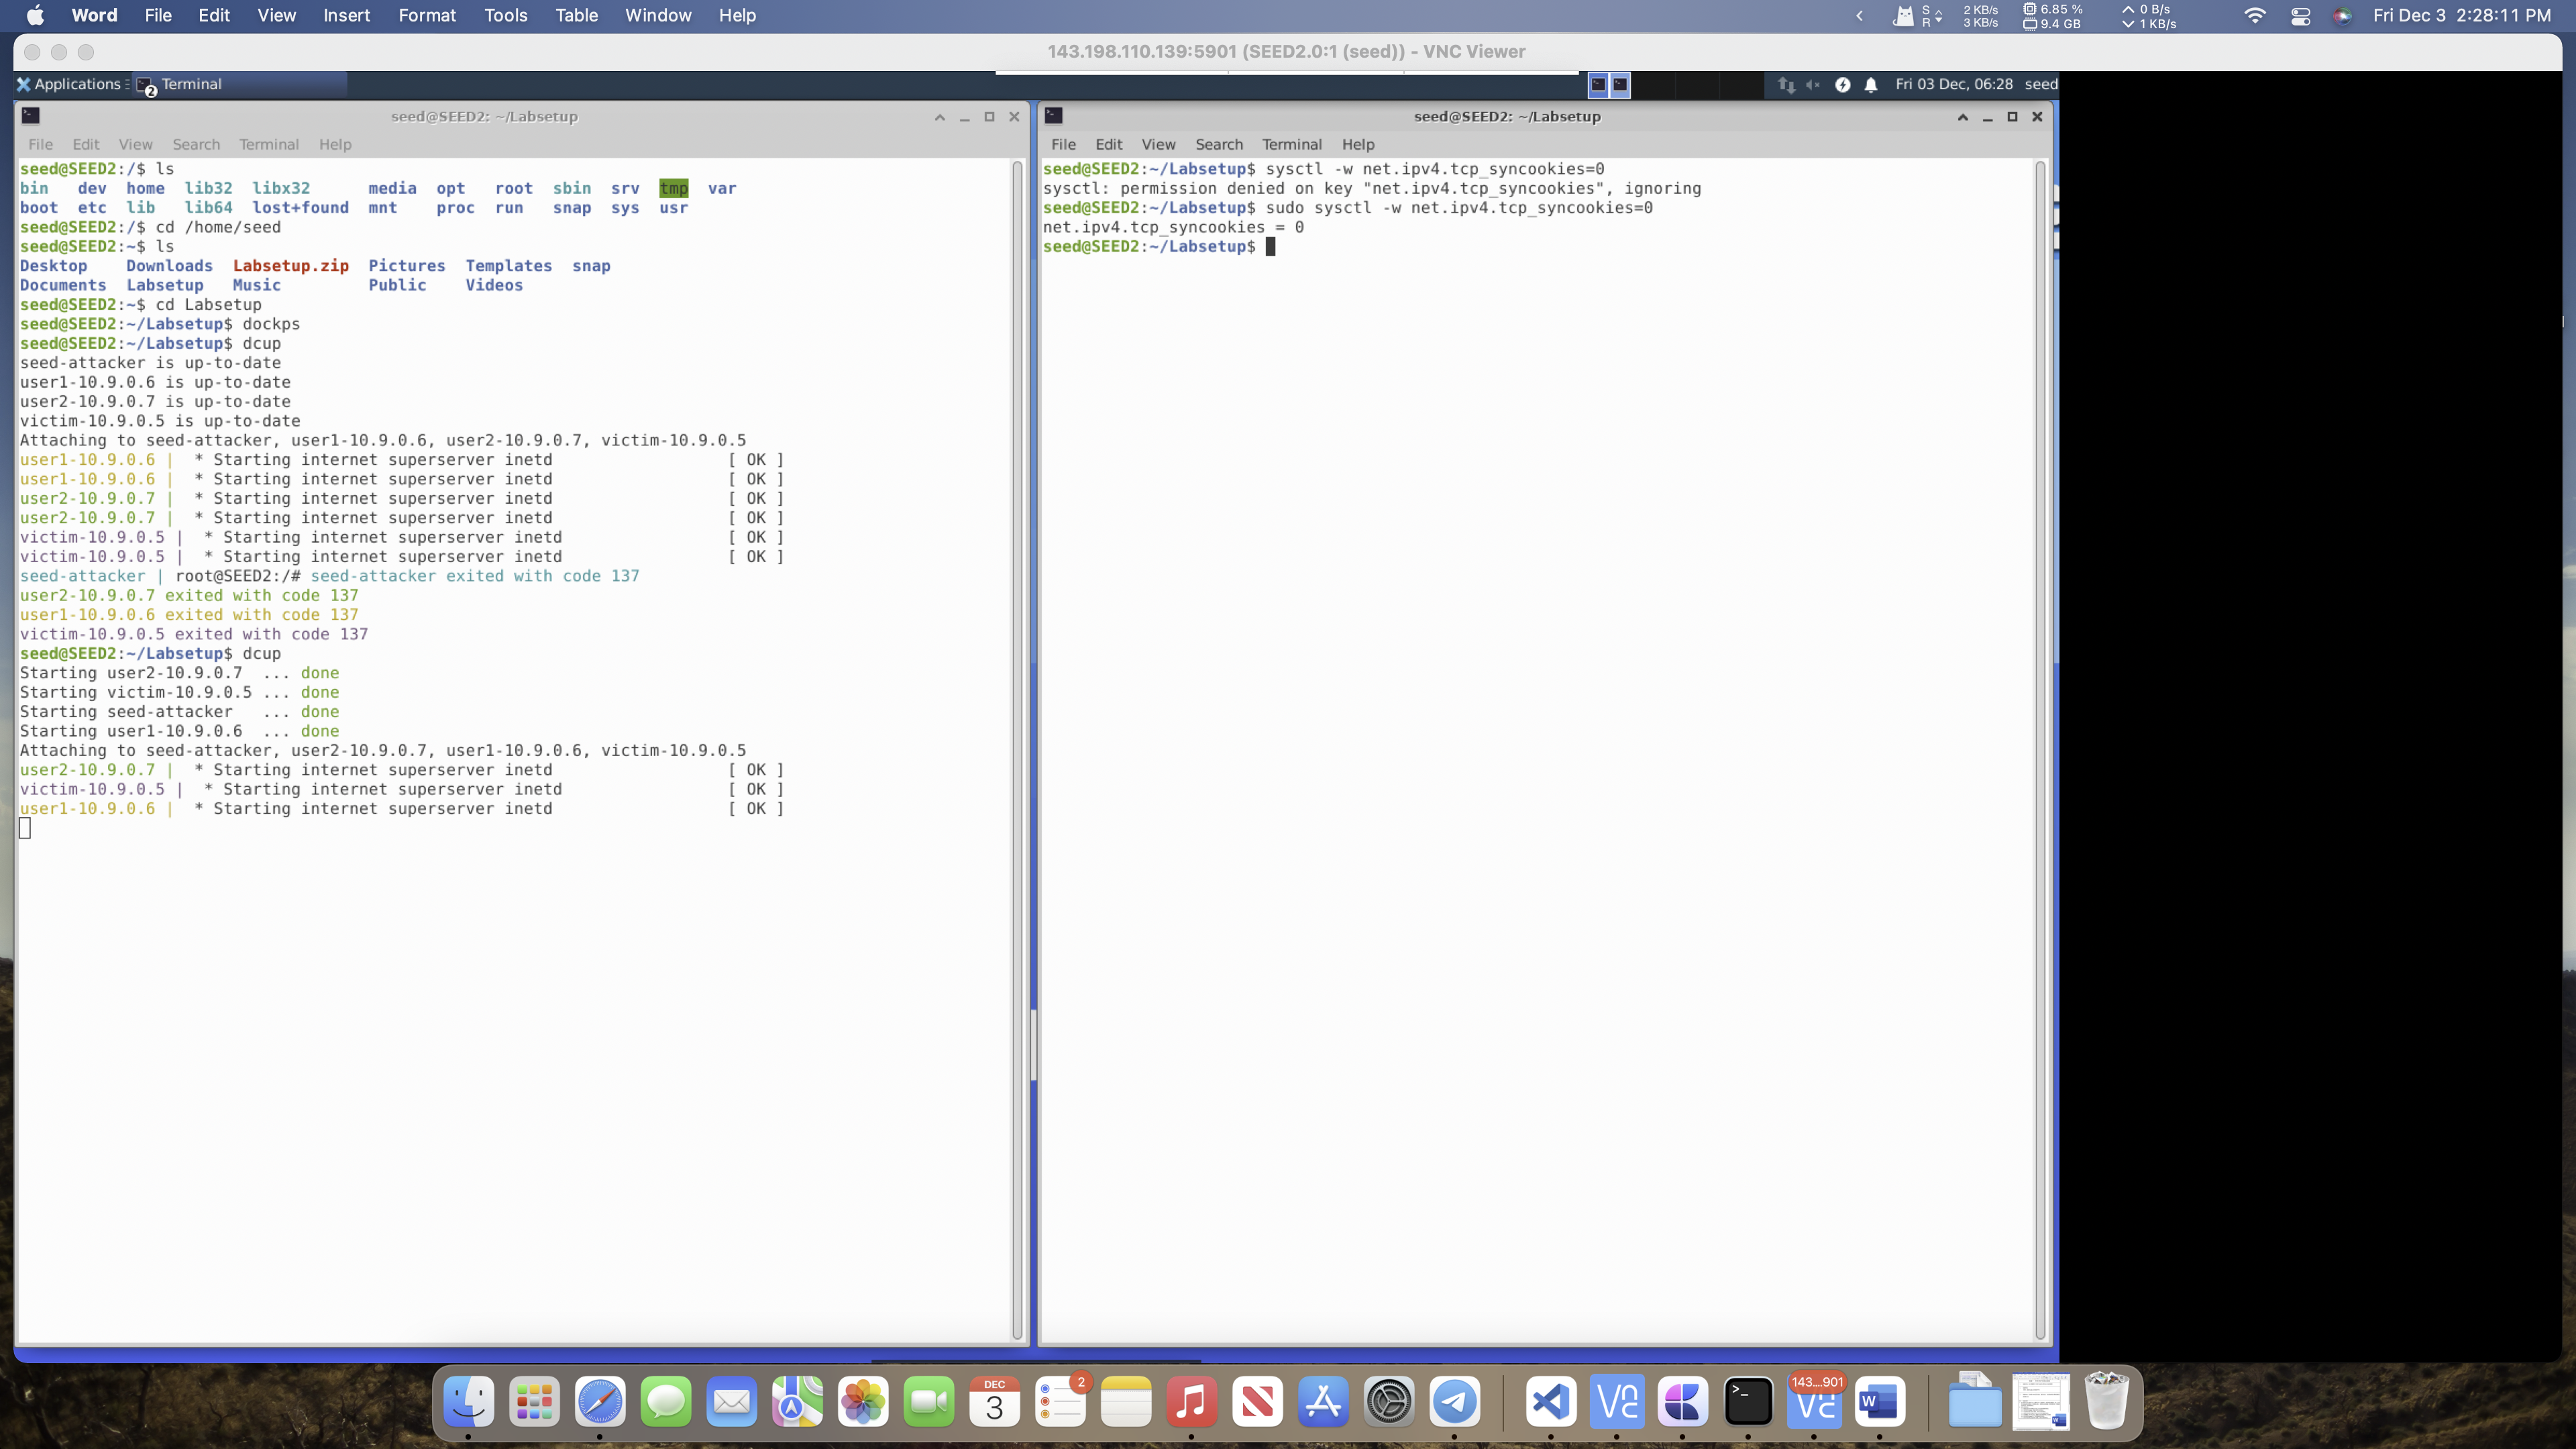 Word File Edit View Insert Format Tools Table Window Help
S R 2 KB/s 3 KB/s 6.85 % 9.4 GB 0 B/s 1 KB/s Fri Dec 3 2:28:11 PM
143.198.110.139:5901 (SEED2.0:1 (seed)) - VNC Viewer
Applications 2 Terminal Fri 03 Dec, 06:28 seed
seed@SEED2: ~/Labsetup
File Edit View Search Terminal Help
seed@SEED2:/$ ls
bin dev home lib32 libx32 media opt root sbin srv tmp var
boot etc lib lib64 lost+found mnt proc run snap sys usr
seed@SEED2:/$ cd /home/seed
seed@SEED2:~$ ls
Desktop Downloads Labsetup.zip Pictures Templates snap
Documents Labsetup Music Public Videos
seed@SEED2:~$ cd Labsetup
seed@SEED2:~/Labsetup$ dockps
seed@SEED2:~/Labsetup$ dcup
seed-attacker is up-to-date
user1-10.9.0.6 is up-to-date
user2-10.9.0.7 is up-to-date
victim-10.9.0.5 is up-to-date
Attaching to seed-attacker, user1-10.9.0.6, user2-10.9.0.7, victim-10.9.0.5
user1-10.9.0.6 | * Starting internet superserver inetd [ OK ]
user1-10.9.0.6 | * Starting internet superserver inetd [ OK ]
user2-10.9.0.7 | * Starting internet superserver inetd [ OK ]
user2-10.9.0.7 | * Starting internet superserver inetd [ OK ]
victim-10.9.0.5 | * Starting internet superserver inetd [ OK ]
victim-10.9.0.5 | * Starting internet superserver inetd [ OK ]
seed-attacker | root@SEED2:/# seed-attacker exited with code 137
user2-10.9.0.7 exited with code 137
user1-10.9.0.6 exited with code 137
victim-10.9.0.5 exited with code 137
seed@SEED2:~/Labsetup$ dcup
Starting user2-10.9.0.7 ... done
Starting victim-10.9.0.5 ... done
Starting seed-attacker ... done
Starting user1-10.9.0.6 ... done
Attaching to seed-attacker, user2-10.9.0.7, user1-10.9.0.6, victim-10.9.0.5
user2-10.9.0.7 | * Starting internet superserver inetd [ OK ]
victim-10.9.0.5 | * Starting internet superserver inetd [ OK ]
user1-10.9.0.6 | * Starting internet superserver inetd [ OK ]
seed@SEED2: ~/Labsetup
File Edit View Search Terminal Help
seed@SEED2:~/Labsetup$ sysctl -w net.ipv4.tcp_syncookies=0
sysctl: permission denied on key "net.ipv4.tcp_syncookies", ignoring
seed@SEED2:~/Labsetup$ sudo sysctl -w net.ipv4.tcp_syncookies=0
net.ipv4.tcp_syncookies = 0
seed@SEED2:~/Labsetup$
DEC 3 2 143....901